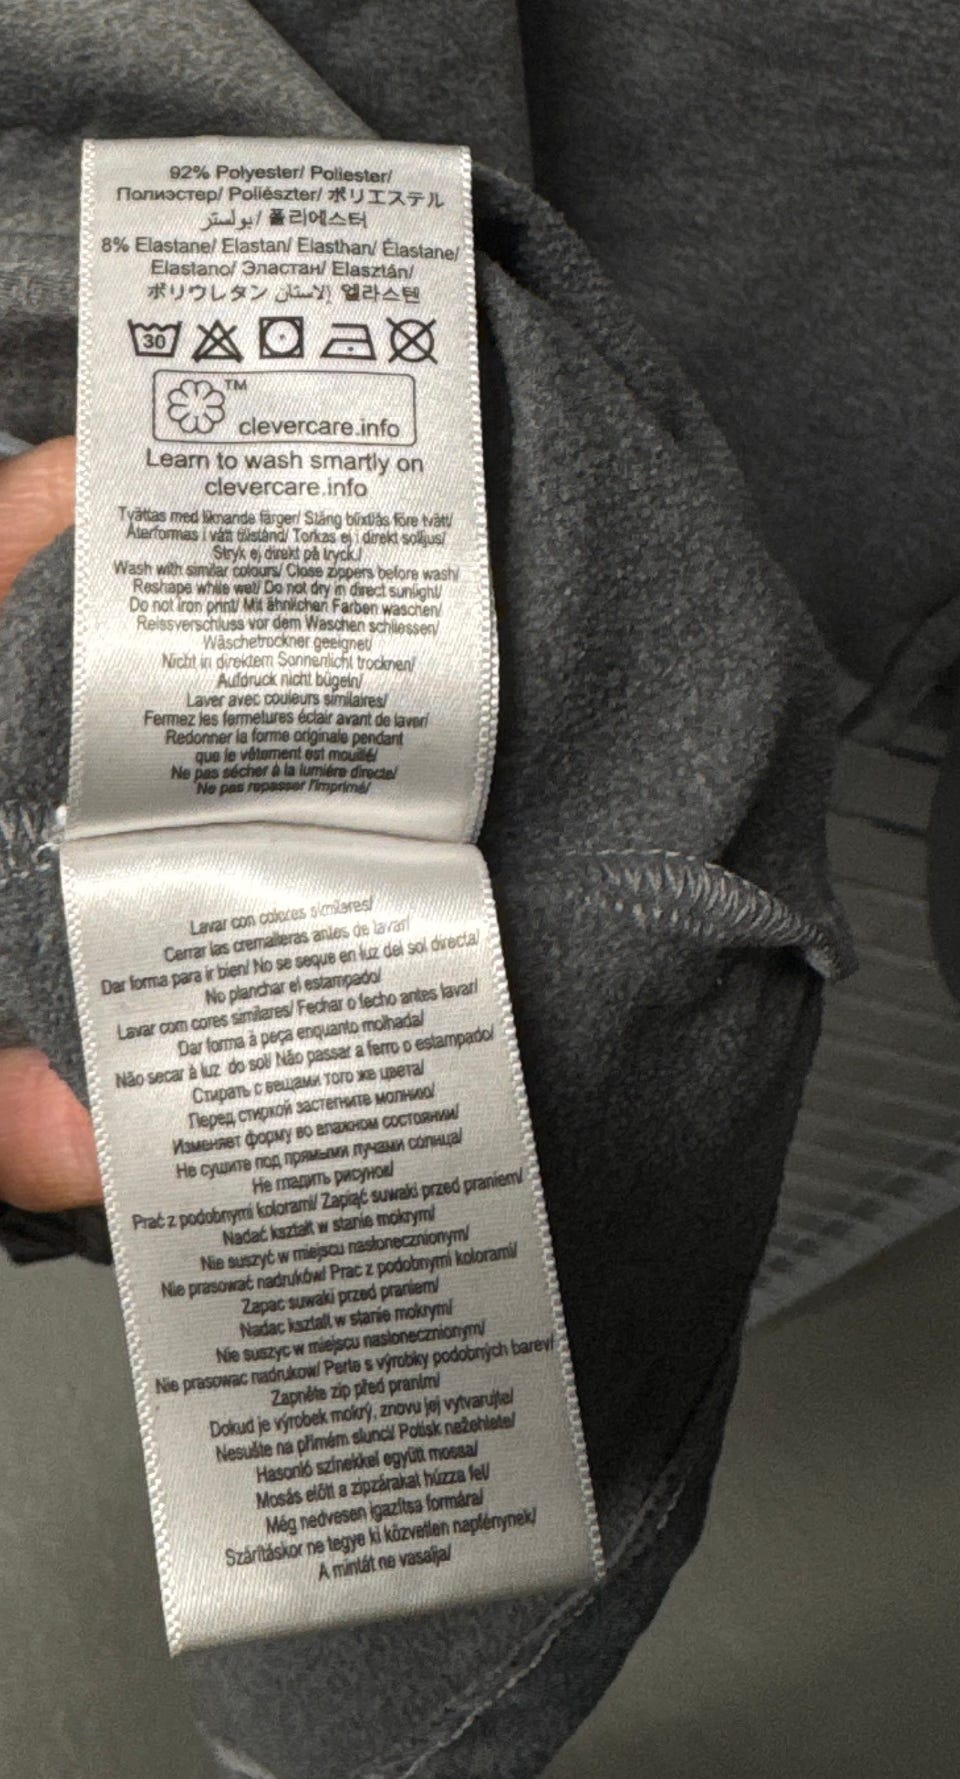 92% Polyester/ Poliester/
Полиэстер/ Poliészter/ ポリエステル
بولستر / 폴리에스터
8% Elastane/ Elastan/ Elasthan/ Élastane/
Elastano/ Эластан/ Elasztán/
ポリウレタン إلاستان 엘라스텐
30
TM
clevercare.info
Learn to wash smartly on
clevercare.info
Tvättas med liknande färger/ Stäng blixtlås före tvätt/
Återformas i vått tillstånd/ Torkas ej i direkt solljus/
Stryk ej direkt på tryck./
Wash with similar colours/ Close zippers before wash/
Reshape while wet/ Do not dry in direct sunlight/
Do not iron print/ Mit ähnlichen Farben waschen/
Reissverschluss vor dem Waschen schliessen/
Wäschetrockner geeignet/
Nicht in direktem Sonnenlicht trocknen/
Aufdruck nicht bügeln/
Laver avec couleurs similaires/
Fermez les fermetures éclair avant de laver/
Redonner la forme originale pendant
que le vêtement est mouillé/
Ne pas sécher à la lumière directe/
Ne pas repasser l'imprimé/
Lavar con colores similares/
Cerrar las cremalleras antes de lavar/
Dar forma para ir bien/ No se seque en luz del sol directa/
No planchar el estampado/
Lavar com cores similares/ Fechar o fecho antes lavar/
Dar forma à peça enquanto molhada/
Não secar à luz do sol/ Não passar a ferro o estampado/
Стирать с вещами того же цвета/
Перед стиркой застегните молнию/
Изменяет форму во влажном состоянии/
Не сушите под прямыми лучами солнца/
Не гладить рисунок/
Prać z podobnymi kolorami/ Zapiąć suwaki przed praniem/
Nadać kształt w stanie mokrym/
Nie suszyć w miejscu nasłonecznionym/
Nie prasować nadruków/ Prac z podobnymi kolorami/
Zapac suwaki przed praniem/
Nadac kształt w stanie mokrym/
Nie suszyc w miejscu nasłonecznionym/
Nie prasowac nadrukow/ Perte s výrobky podobných barev/
Zapněte zip před praním/
Dokud je výrobek mokrý, znovu jej vytvarujte/
Nesušte na přímém slunci/ Potisk nežehlete/
Hasonló színekkel együtt mossa/
Mosás előtt a zipzárakat húzza fel/
Még nedvesen igazítsa formára/
Szárításkor ne tegye ki közvetlen napfénynek/
A mintát ne vasalja/